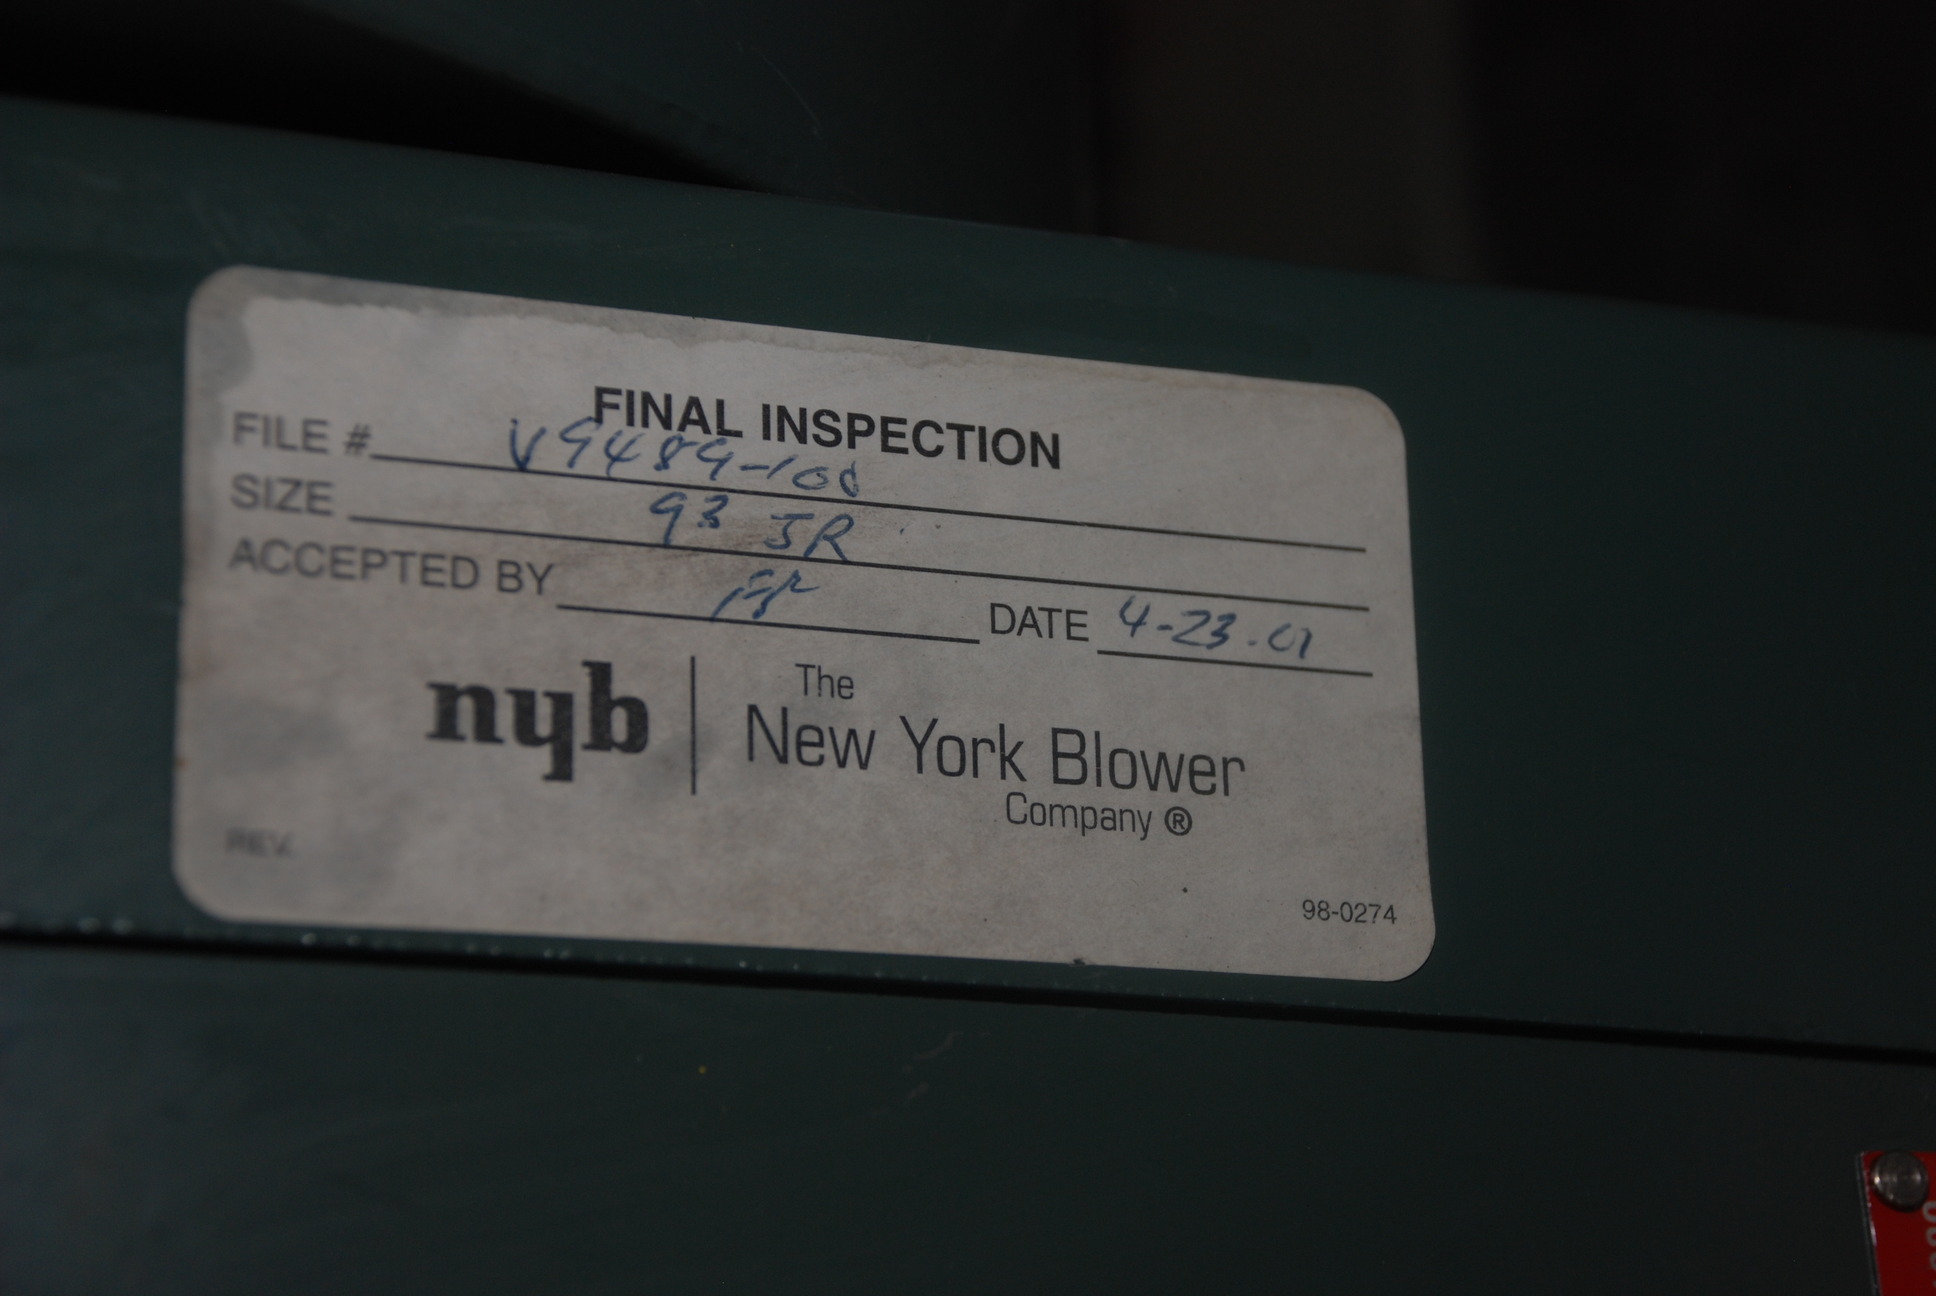 FINAL INSPECTION
FILE # V9489-100
SIZE 93 JR
ACCEPTED BY DATE 4-23-01
nyb The New York Blower Company ®
REV.
98-0274